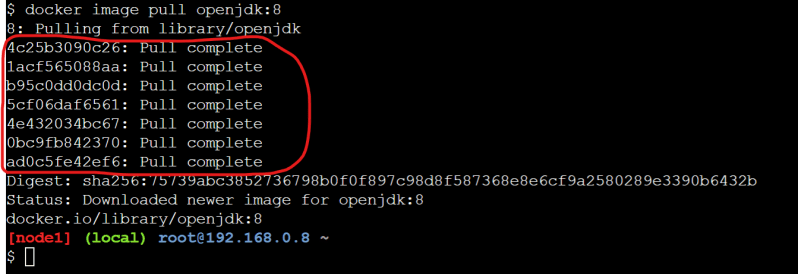 $ docker image pull openjdk:8
8: Pulling from library/openjdk
4c25b3090c26: Pull complete
1acf565088aa: Pull complete
b95c0dd0dc0d: Pull complete
5cf06daf6561: Pull complete
4e432034bc67: Pull complete
0bc9fb842370: Pull complete
ad0c5fe42ef6: Pull complete
Digest: sha256:75739abc3852736798b0f0f897c98d8f587368e8e6cf9a2580289e3390b6432b
Status: Downloaded newer image for openjdk:8
docker.io/library/openjdk:8
[node1] (local) root@192.168.0.8 ~
$